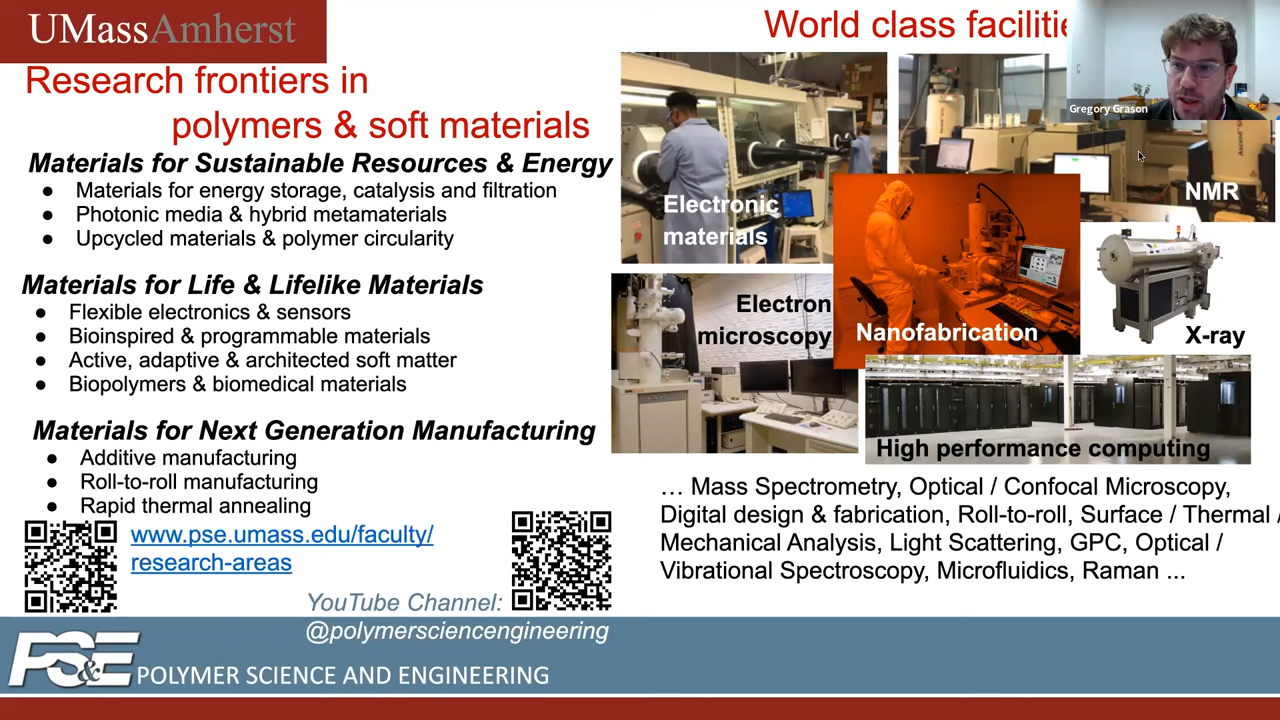 UMassAmherst
Research frontiers in
polymers & soft materials
Materials for Sustainable Resources & Energy
● Materials for energy storage, catalysis and filtration
● Photonic media & hybrid metamaterials
● Upcycled materials & polymer circularity
Materials for Life & Lifelike Materials
● Flexible electronics & sensors
● Bioinspired & programmable materials
● Active, adaptive & architected soft matter
● Biopolymers & biomedical materials
Materials for Next Generation Manufacturing
● Additive manufacturing
● Roll-to-roll manufacturing
● Rapid thermal annealing
www.pse.umass.edu/faculty/
research-areas
YouTube Channel:
@polymersciencengineering
PS&E
POLYMER SCIENCE AND ENGINEERING
World class facilitie
Gregory Grason
Electronic
materials
NMR
Electron
microscopy
Nanofabrication
X-ray
High performance computing
… Mass Spectrometry, Optical / Confocal Microscopy,
Digital design & fabrication, Roll-to-roll, Surface / Thermal /
Mechanical Analysis, Light Scattering, GPC, Optical /
Vibrational Spectroscopy, Microfluidics, Raman ...